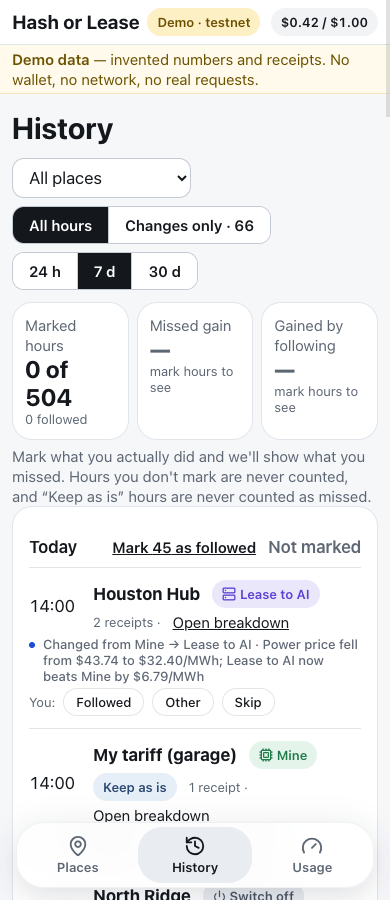 Hash or Lease Demo · testnet $0.42 / $1.00
Demo data — invented numbers and receipts. No
wallet, no network, no real requests.
History
All places
All hours Changes only · 66
24 h 7 d 30 d
Marked hours
0 of 504
0 followed
Missed gain
—
mark hours to see
Gained by following
—
mark hours to see
Mark what you actually did and we'll show what you
missed. Hours you don't mark are never counted,
and “Keep as is” hours are never counted as missed.
Today Mark 45 as followed Not marked
14:00 Houston Hub Lease to AI
2 receipts · Open breakdown
Changed from Mine → Lease to AI · Power price fell
from $43.74 to $32.40/MWh; Lease to AI now
beats Mine by $6.79/MWh
You: Followed Other Skip
14:00 My tariff (garage) Mine
Keep as is 1 receipt ·
Open breakdown
North Ridge Switch off
Places History Usage